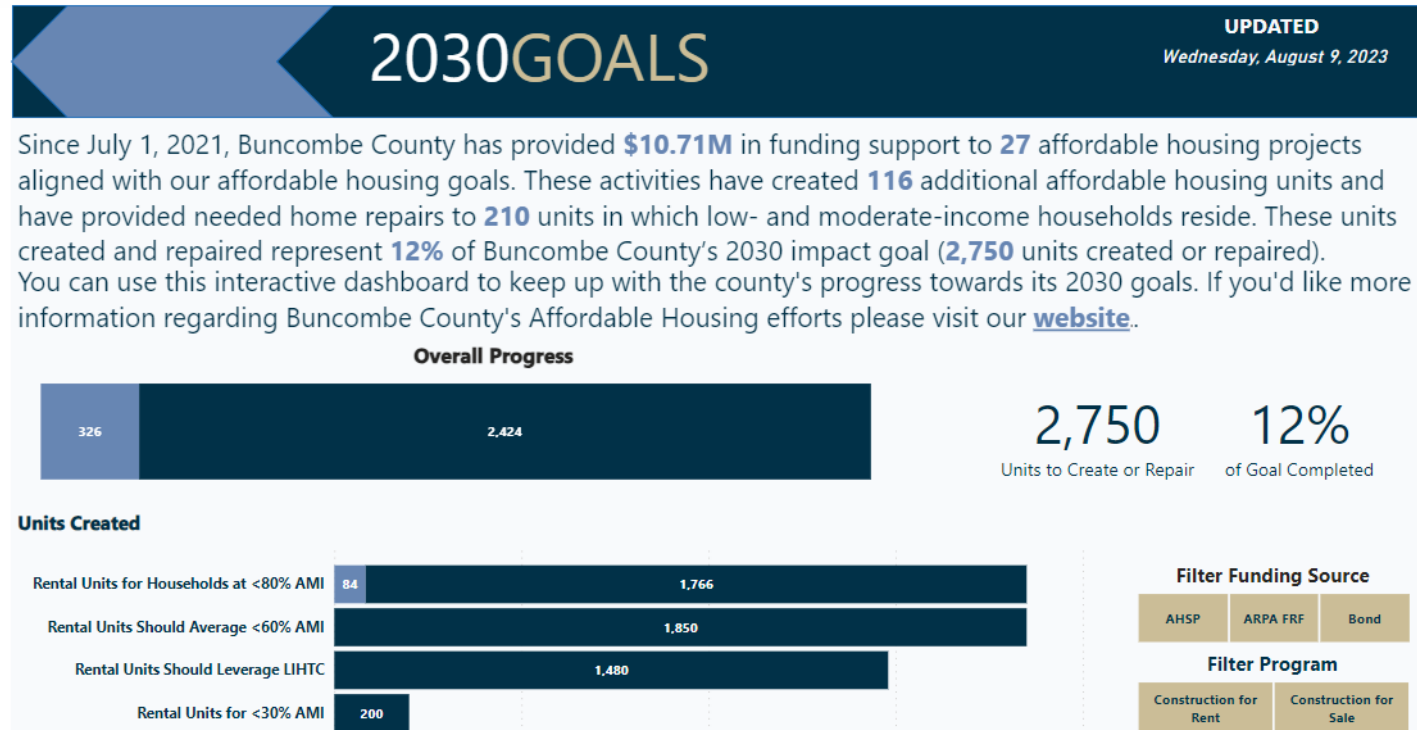 2030GOALS
UPDATED
Wednesday, August 9, 2023
Since July 1, 2021, Buncombe County has provided $10.71M in funding support to 27 affordable housing projects
aligned with our affordable housing goals. These activities have created 116 additional affordable housing units and
have provided needed home repairs to 210 units in which low- and moderate-income households reside. These units
created and repaired represent 12% of Buncombe County's 2030 impact goal (2,750 units created or repaired).
You can use this interactive dashboard to keep up with the county's progress towards its 2030 goals. If you'd like more
information regarding Buncombe County's Affordable Housing efforts please visit our website..
Overall Progress
326
2,424
2,750
Units to Create or Repair
12%
of Goal Completed
Units Created
Rental Units for Households at <80% AMI
84
1,766
Rental Units Should Average <60% AMI
1,850
Rental Units Should Leverage LIHTC
1,480
Rental Units for <30% AMI
200
Filter Funding Source
AHSP
ARPA FRF
Bond
Filter Program
Construction for
Rent
Construction for
Sale